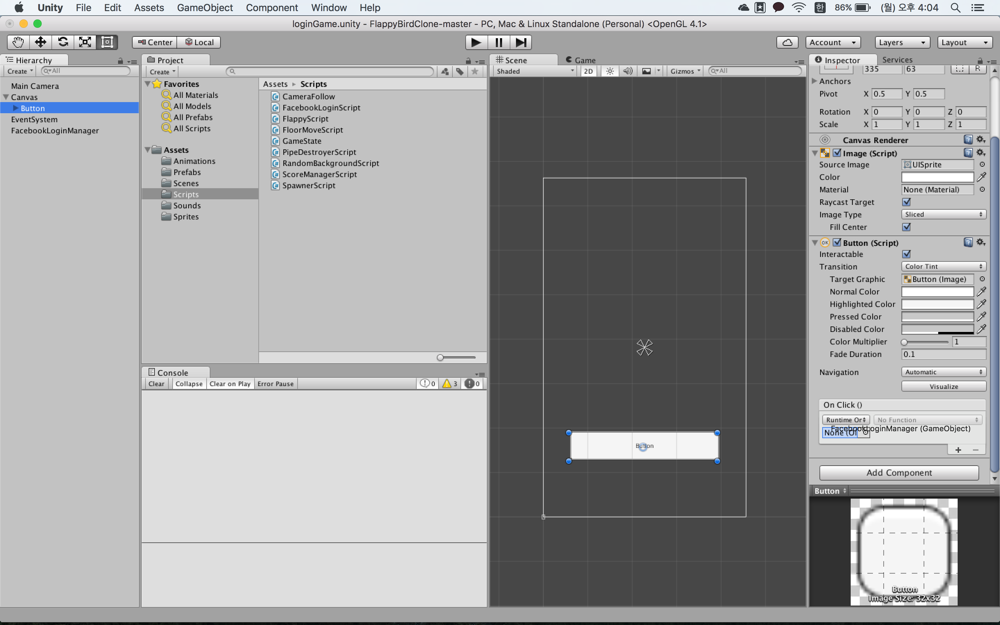 Unity File Edit Assets GameObject Component Window Help 86% (월) 오후 4:04
loginGame.unity - FlappyBirdClone-master - PC, Mac & Linux Standalone (Personal) <OpenGL 4.1>
Center Local Account Layers Layout
Hierarchy
Create All
Main Camera
Canvas
Button
EventSystem
FacebookLoginManager
Project
Create
Favorites
All Materials
All Models
All Prefabs
All Scripts
Assets
Animations
Prefabs
Scenes
Scripts
Sounds
Sprites
Assets Scripts
CameraFollow
FacebookLoginScript
FlappyScript
FloorMoveScript
GameState
PipeDestroyerScript
RandomBackgroundScript
ScoreManagerScript
SpawnerScript
Console
Clear Collapse Clear on Play Error Pause 0 3 0
Scene Game
Shaded 2D Gizmos All
Button
Inspector Services
335 63 R
Anchors
Pivot X 0.5 Y 0.5
Rotation X 0 Y 0 Z 0
Scale X 1 Y 1 Z 1
Canvas Renderer
Image (Script)
Source Image UISprite
Color
Material None (Material)
Raycast Target
Image Type Sliced
Fill Center
OK Button (Script)
Interactable
Transition Color Tint
Target Graphic Button (Image)
Normal Color
Highlighted Color
Pressed Color
Disabled Color
Color Multiplier 1
Fade Duration 0.1
Navigation Automatic
Visualize
On Click ()
Runtime Or No Function
FacebookLoginManager (GameObject)
None (Ol
Add Component
Button
Button
Image Size: 32x32